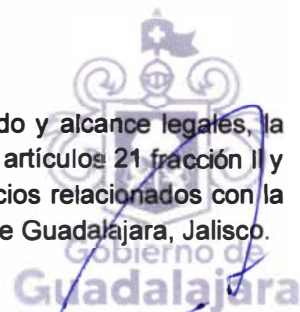 do y alcance legales, la
artículos 21 fracción II y
cios relacionados con la
e Guadalajara, Jalisco.
Gobierno de
Guadalajara